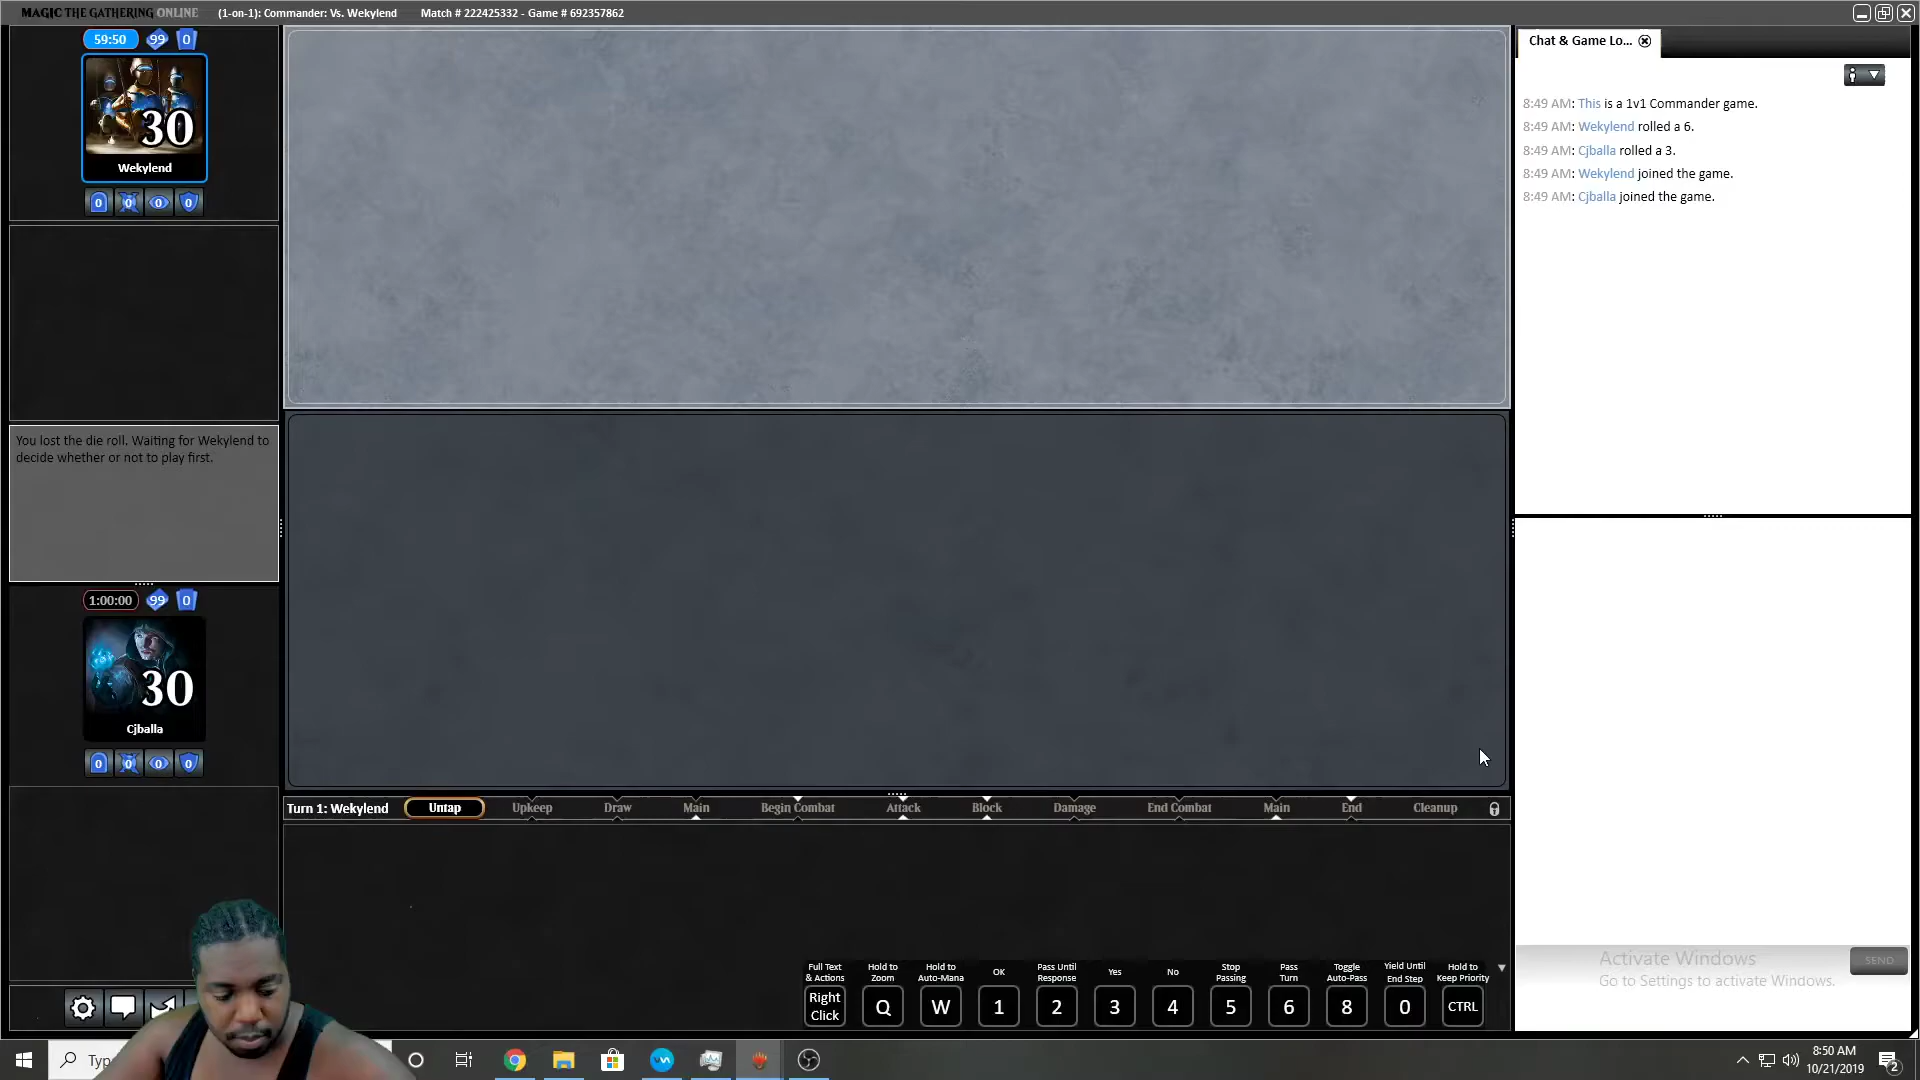 MAGIC THE GATHERING ONLINE (1-on-1): Commander: Vs. Wekylend Match # 222425332 - Game # 692357862
59:50 99 0
30
Wekylend
0 0 0 0
You lost the die roll. Waiting for Wekylend to
decide whether or not to play first.
1:00:00 99 0
30
Cjballa
0 0 0 0
Chat & Game Lo...
8:49 AM: This is a 1v1 Commander game.
8:49 AM: Wekylend rolled a 6.
8:49 AM: Cjballa rolled a 3.
8:49 AM: Wekylend joined the game.
8:49 AM: Cjballa joined the game.
Turn 1: Wekylend Untap Upkeep Draw Main Begin Combat Attack Block Damage End Combat Main End Cleanup
Full Text & Actions Right Click
Hold to Zoom Q
Hold to Auto-Mana W
OK 1
Pass Until Response 2
Yes 3
No 4
Stop Passing 5
Pass Turn 6
Toggle Auto-Pass 8
Yield Until End Step 0
Hold to Keep Priority CTRL
Activate Windows
Go to Settings to activate Windows.
SEND
Typ
8:50 AM
10/21/2019
2